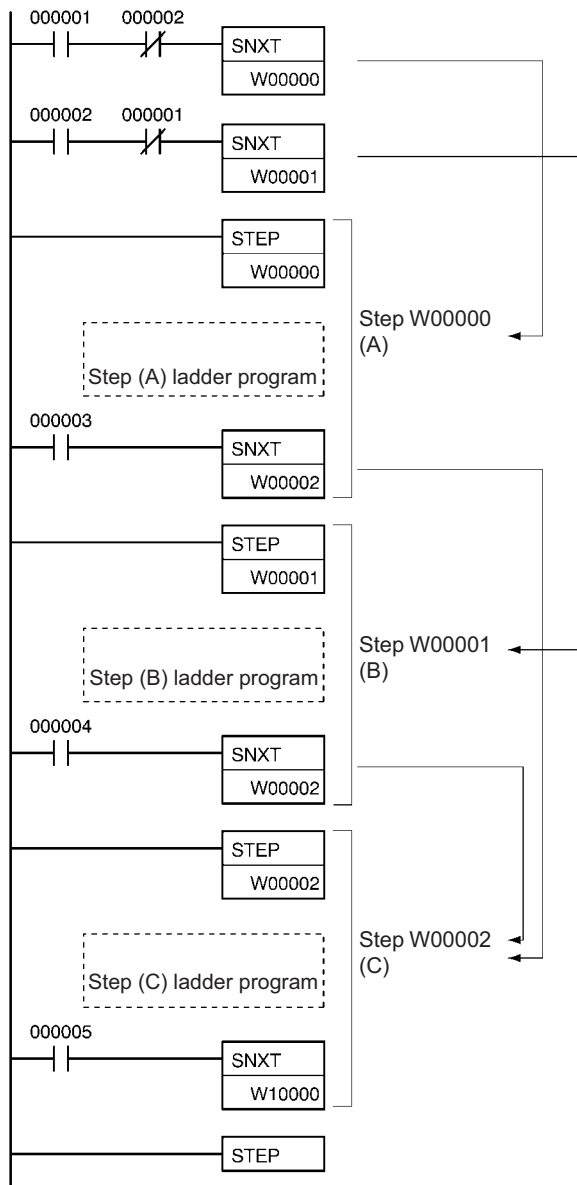 000001 000002
SNXT
W00000
000002 000001
SNXT
W00001
STEP
W00000
Step W00000
(A)
Step (A) ladder program
000003
SNXT
W00002
STEP
W00001
Step W00001
(B)
Step (B) ladder program
000004
SNXT
W00002
STEP
W00002
Step W00002
(C)
Step (C) ladder program
000005
SNXT
W10000
STEP